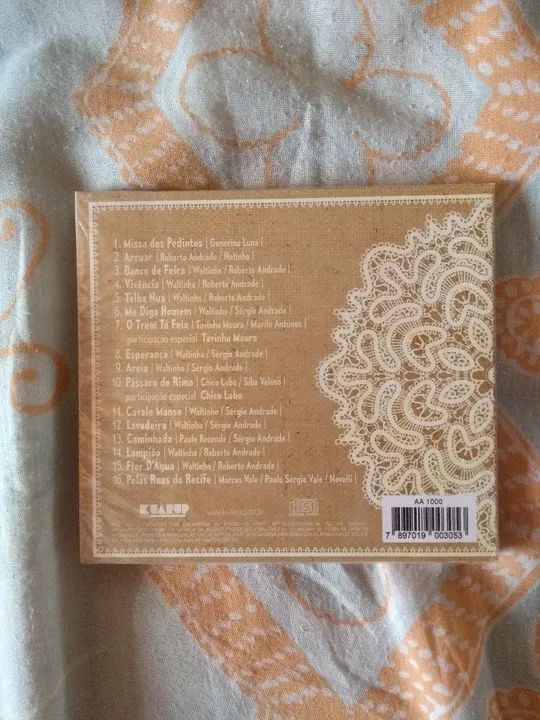 1. Missa dos Pedintes | Generino Luna |
2. Arruar | Roberto Andrade / Notinho |
3. Banco de Feira | Waltinho / Roberto Andrade |
4. Vivência | Waltinho / Roberto Andrade |
5. Telha Nua | Waltinho / Roberto Andrade |
6. Me Diga Homem | Waltinho / Sérgio Andrade |
7. O Trem Tá Feio | Tavinho Moura / Murilo Antunes |
participação especial Tavinho Moura
8. Esperança | Waltinho / Sérgio Andrade |
9. Areia | Waltinho / Sérgio Andrade |
10. Pássaro de Rima | Chico Lobo / Siba Veloso |
participação especial Chico Lobo
11. Cavalo Manso | Waltinho / Sérgio Andrade |
12. Lavadeira | Waltinho / Sérgio Andrade |
13. Caminhada | Paulo Rezende / Sérgio Andrade |
14. Lampião | Waltinho / Roberto Andrade |
15. Flor D'Água | Waltinho / Roberto Andrade |
16. Pelas Ruas do Recife | Marcos Vale / Paulo Sérgio Vale / Novelli |
KUARUP
www.kuarup.com.br
disc
AA 1000
7 897019 003053